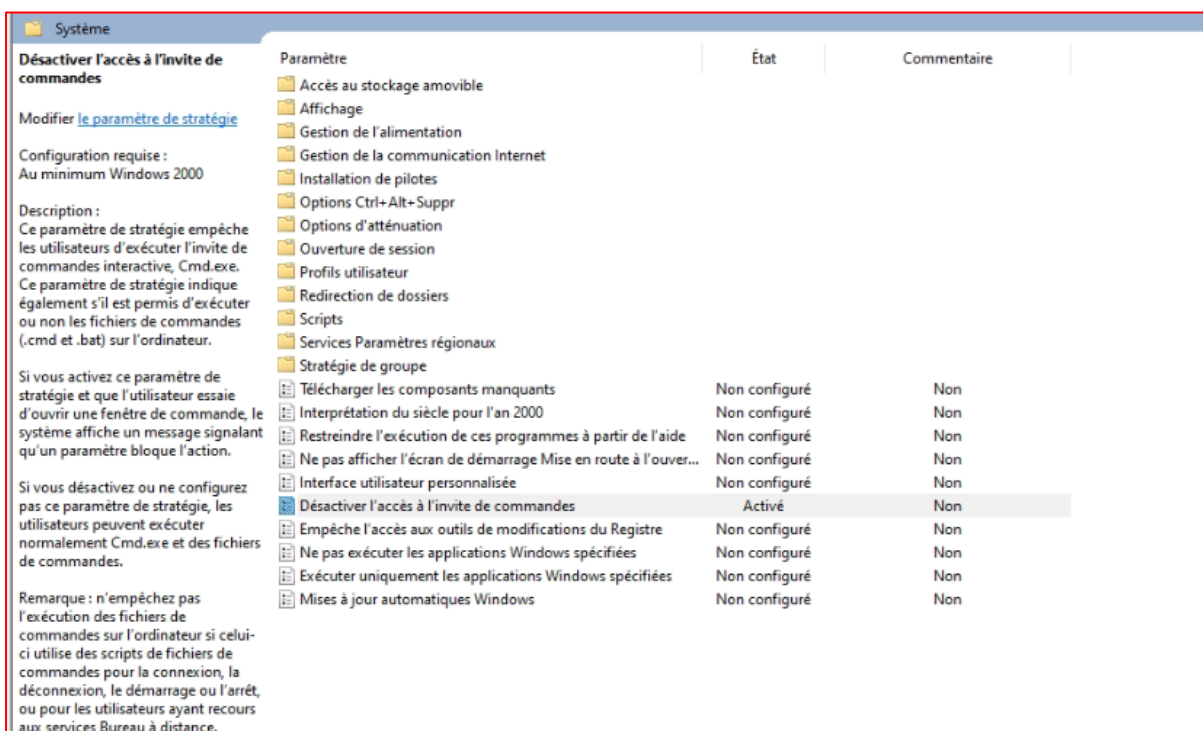 Système
Désactiver l'accès à l'invite de
commandes
Modifier le paramètre de stratégie
Configuration requise :
Au minimum Windows 2000
Description :
Ce paramètre de stratégie empêche
les utilisateurs d'exécuter l'invite de
commandes interactive, Cmd.exe.
Ce paramètre de stratégie indique
également s'il est permis d'exécuter
ou non les fichiers de commandes
(.cmd et .bat) sur l'ordinateur.
Si vous activez ce paramètre de
stratégie et que l'utilisateur essaie
d'ouvrir une fenêtre de commande, le
système affiche un message signalant
qu'un paramètre bloque l'action.
Si vous désactivez ou ne configurez
pas ce paramètre de stratégie, les
utilisateurs peuvent exécuter
normalement Cmd.exe et des fichiers
de commandes.
Remarque : n'empêchez pas
l'exécution des fichiers de
commandes sur l'ordinateur si celui-
ci utilise des scripts de fichiers de
commandes pour la connexion, la
déconnexion, le démarrage ou l'arrêt,
ou pour les utilisateurs ayant recours
aux services Bureau à distance.
Paramètre État Commentaire
Accès au stockage amovible
Affichage
Gestion de l'alimentation
Gestion de la communication Internet
Installation de pilotes
Options Ctrl+Alt+Suppr
Options d'atténuation
Ouverture de session
Profils utilisateur
Redirection de dossiers
Scripts
Services Paramètres régionaux
Stratégie de groupe
Télécharger les composants manquants Non configuré Non
Interprétation du siècle pour l'an 2000 Non configuré Non
Restreindre l'exécution de ces programmes à partir de l'aide Non configuré Non
Ne pas afficher l'écran de démarrage Mise en route à l'ouver... Non configuré Non
Interface utilisateur personnalisée Non configuré Non
Désactiver l'accès à l'invite de commandes Activé Non
Empêche l'accès aux outils de modifications du Registre Non configuré Non
Ne pas exécuter les applications Windows spécifiées Non configuré Non
Exécuter uniquement les applications Windows spécifiées Non configuré Non
Mises à jour automatiques Windows Non configuré Non